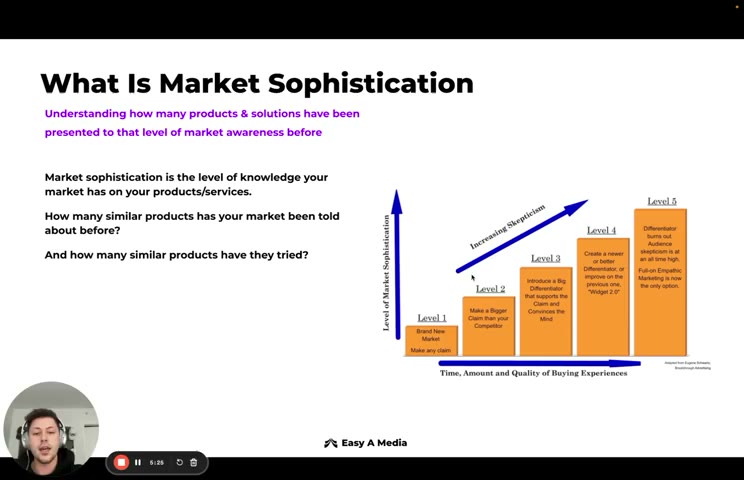 What Is Market Sophistication
Understanding how many products & solutions have been
presented to that level of market awareness before
Market sophistication is the level of knowledge your
market has on your products/services.
How many similar products has your market been told
about before?
And how many similar products have they tried?
Level of Market Sophistication
Increasing Skepticism
Level 1
Brand New
Market
Make any claim
Level 2
Make a Bigger
Claim than your
Competitor
Level 3
Introduce a Big
Differentiator
that supports the
Claim and
Convinces the
Mind
Level 4
Create a newer
or better
Differentiator, or
improve on the
previous one,
"Widget 2.0"
Level 5
Differentiator
burns out
Audience
skepticism is at
an all time high.
Full-on Empathic
Marketing is now
the only option.
Time, Amount and Quality of Buying Experiences
Adapted from Eugene Schwartz,
Breakthrough Advertising
Easy A Media
5:25